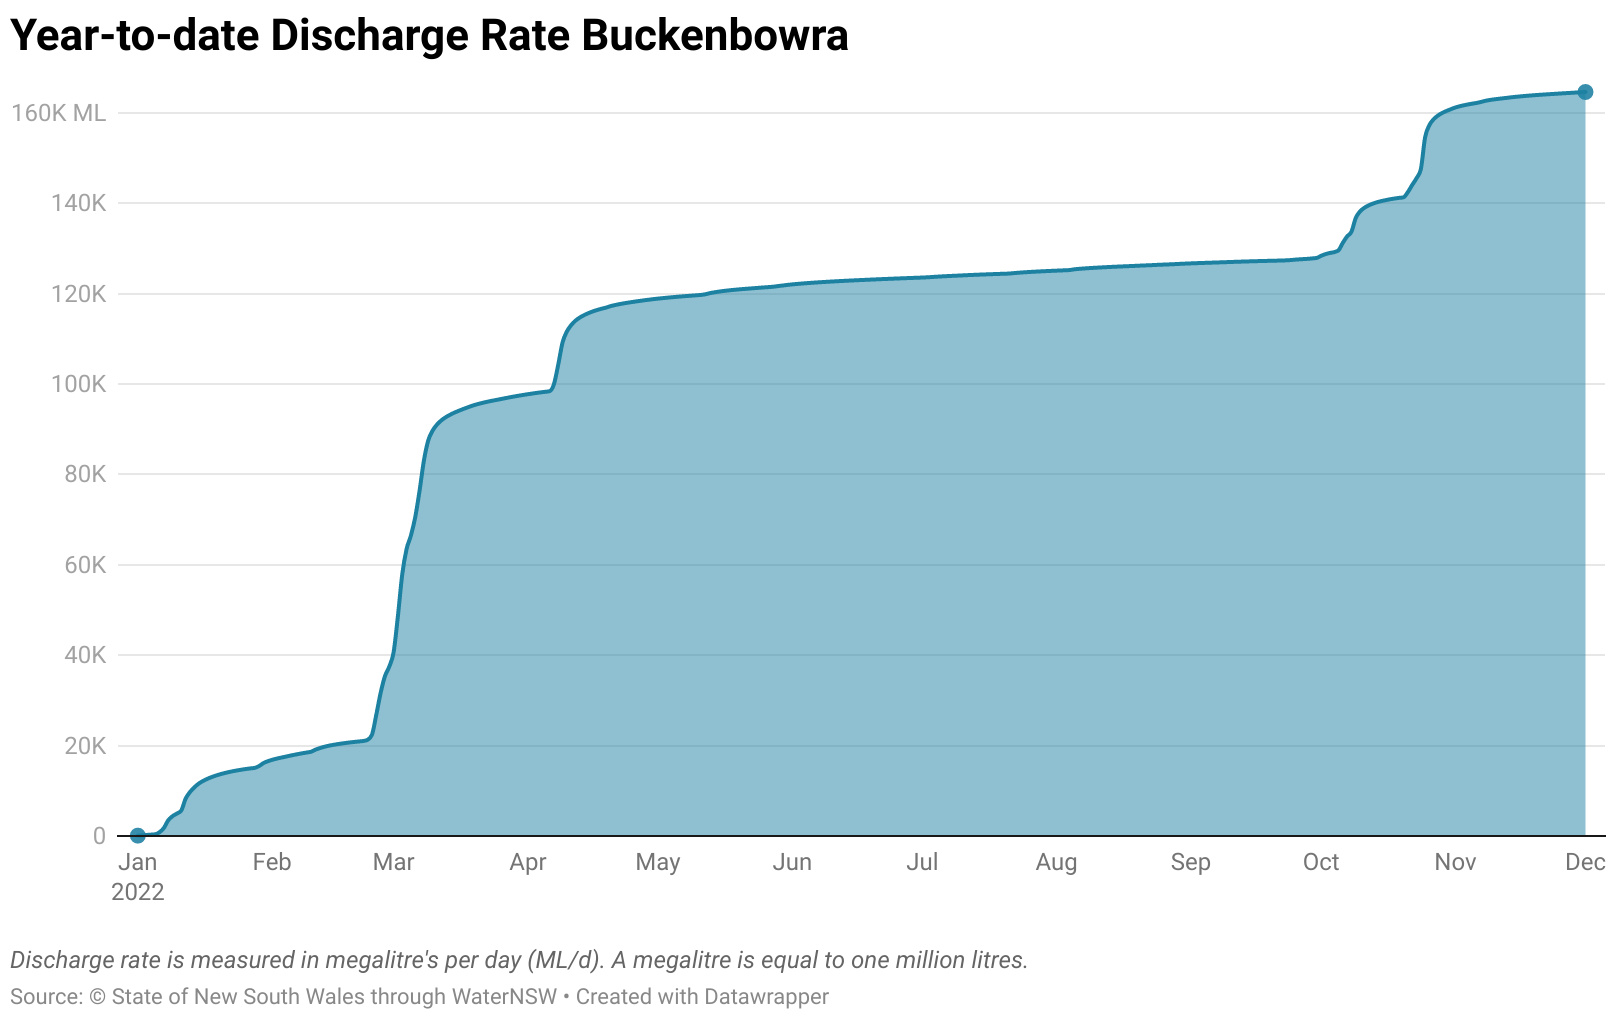 Year-to-date Discharge Rate Buckenbowra
160K ML
140K
120K
100K
80K
60K
40K
20K
0
Jan Feb Mar Apr May Jun Jul Aug Sep Oct Nov Dec
2022
Discharge rate is measured in megalitre's per day (ML/d). A megalitre is equal to one million litres.
Source: © State of New South Wales through WaterNSW • Created with Datawrapper